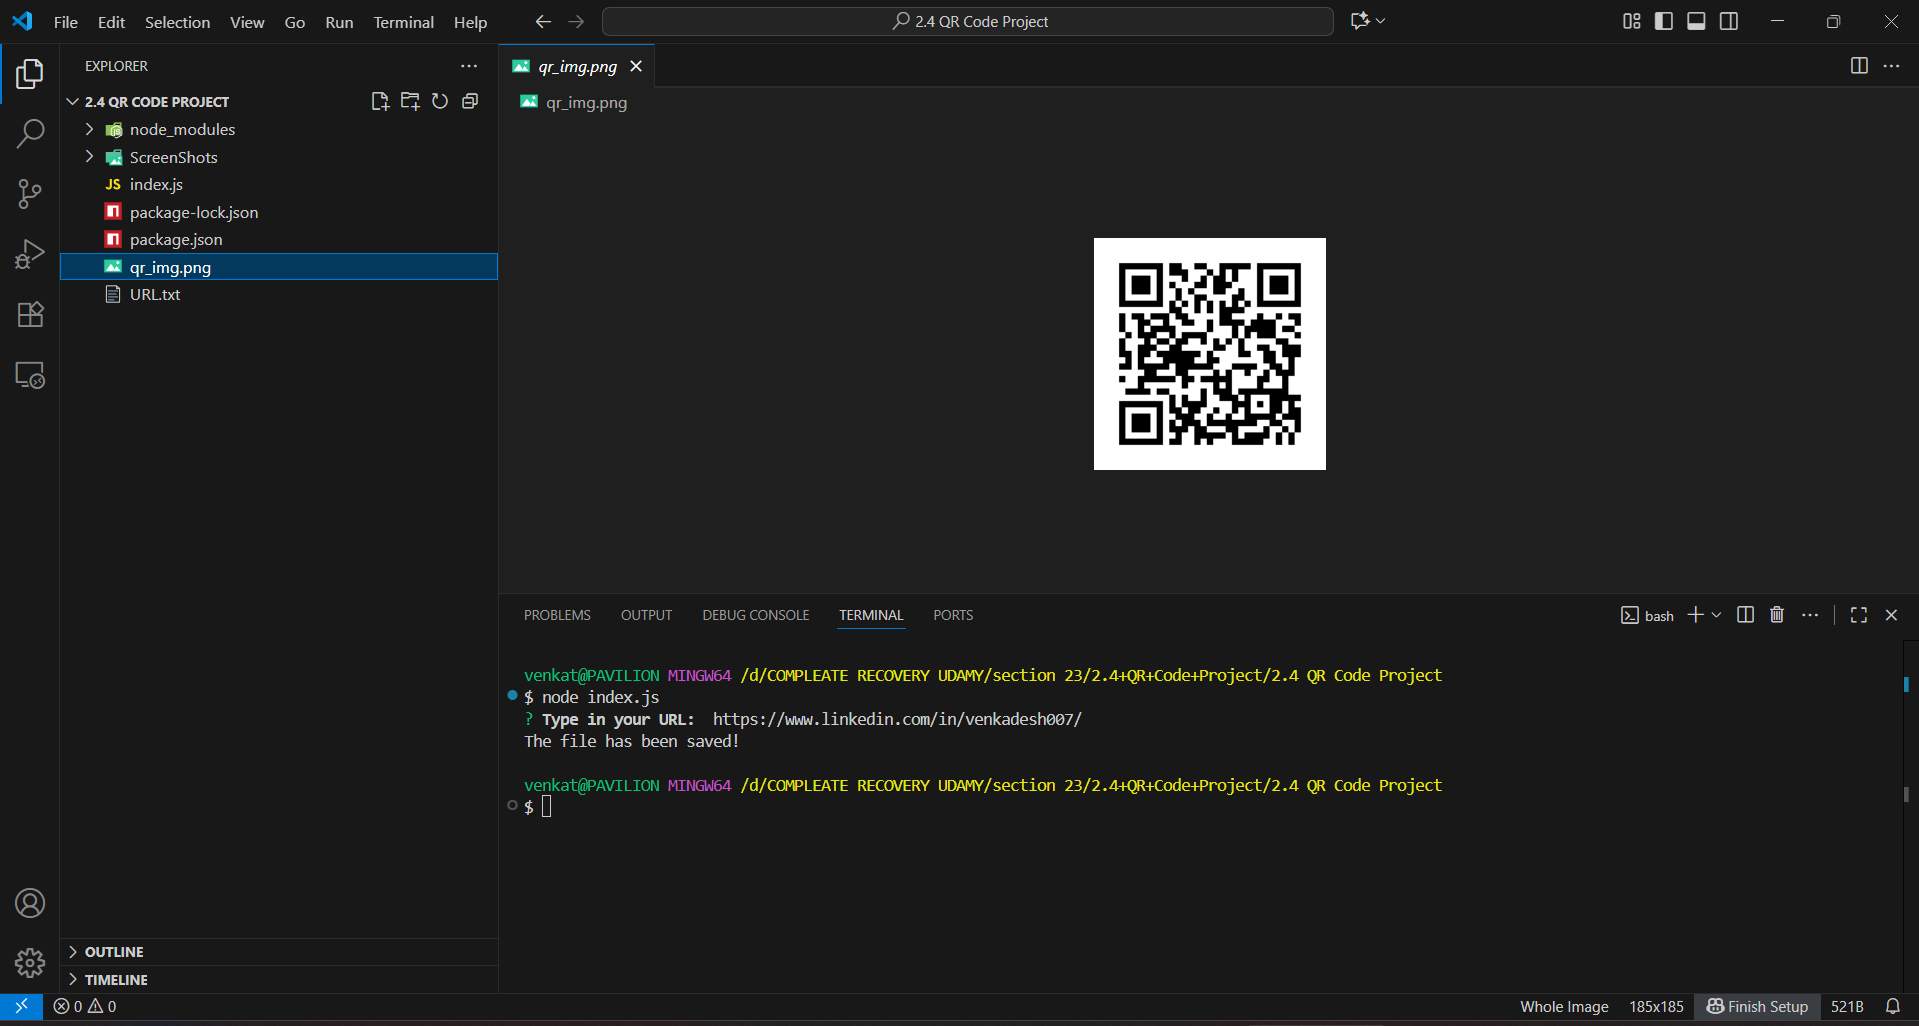 File Edit Selection View Go Run Terminal Help
2.4 QR Code Project
EXPLORER
2.4 QR CODE PROJECT
node_modules
ScreenShots
JS index.js
package-lock.json
package.json
qr_img.png
URL.txt
OUTLINE
TIMELINE
qr_img.png
qr_img.png
PROBLEMS OUTPUT DEBUG CONSOLE TERMINAL PORTS
bash
venkat@PAVILION MINGW64 /d/COMPLEATE RECOVERY UDAMY/section 23/2.4+QR+Code+Project/2.4 QR Code Project
$ node index.js
? Type in your URL:  https://www.linkedin.com/in/venkadesh007/
The file has been saved!
venkat@PAVILION MINGW64 /d/COMPLEATE RECOVERY UDAMY/section 23/2.4+QR+Code+Project/2.4 QR Code Project
$
0 0
Whole Image 185x185 Finish Setup 521B